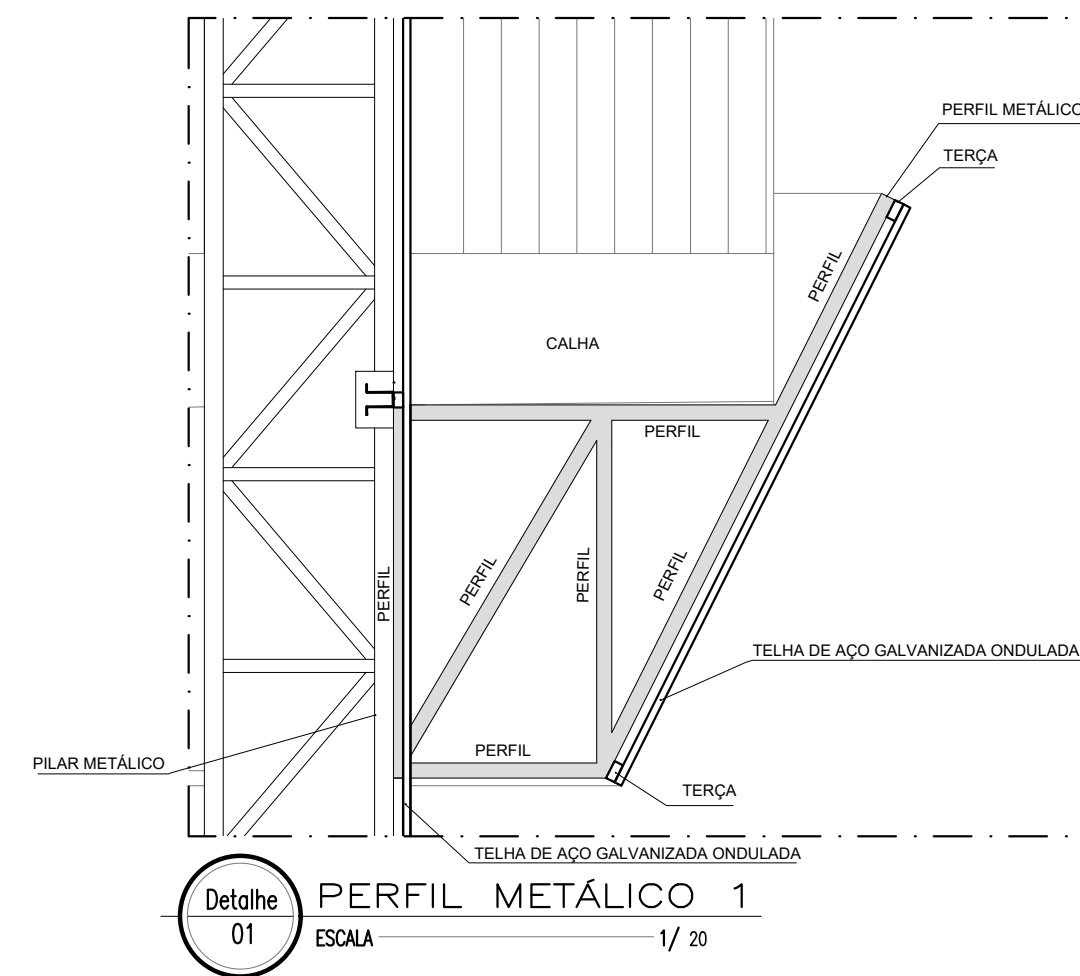 PERFIL METÁLICO
TERÇA
PERFIL
CALHA
PERFIL
PERFIL
PERFIL
PERFIL
PERFIL
TELHA DE AÇO GALVANIZADA ONDULADA
PERFIL
PILAR METÁLICO
TERÇA
TELHA DE AÇO GALVANIZADA ONDULADA
Detalhe
01
PERFIL METÁLICO 1
ESCALA 1/ 20